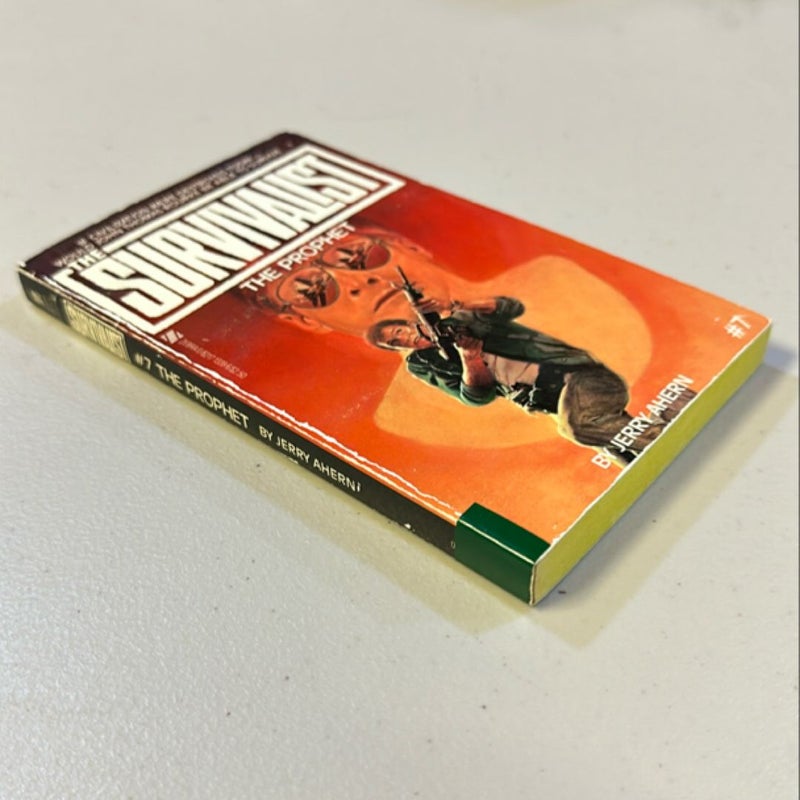 THE
SURVIVALIST
THE PROPHET
#7
BY JERRY AHERN
SURVIVALIST
#7 THE PROPHET BY JERRY AHERN